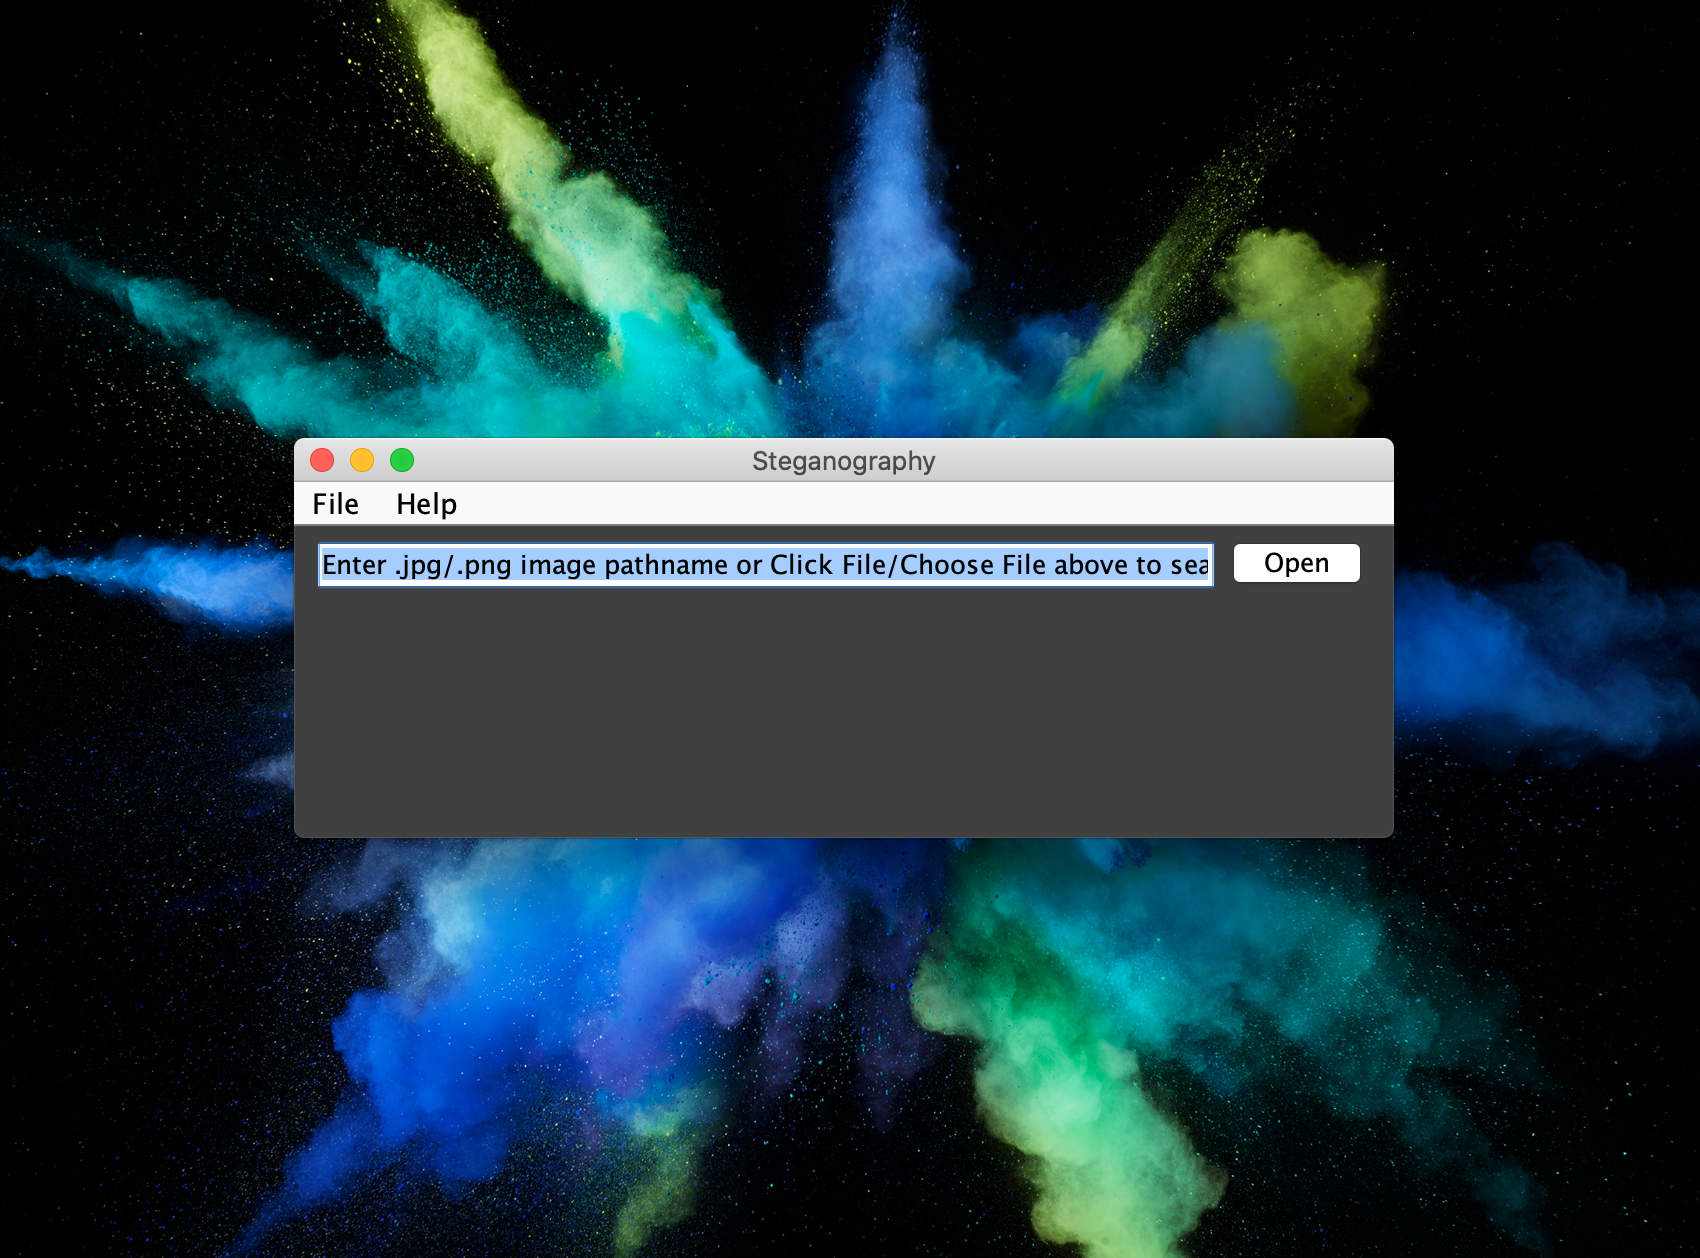 Steganography
File Help
Enter .jpg/.png image pathname or Click File/Choose File above to sea
Open